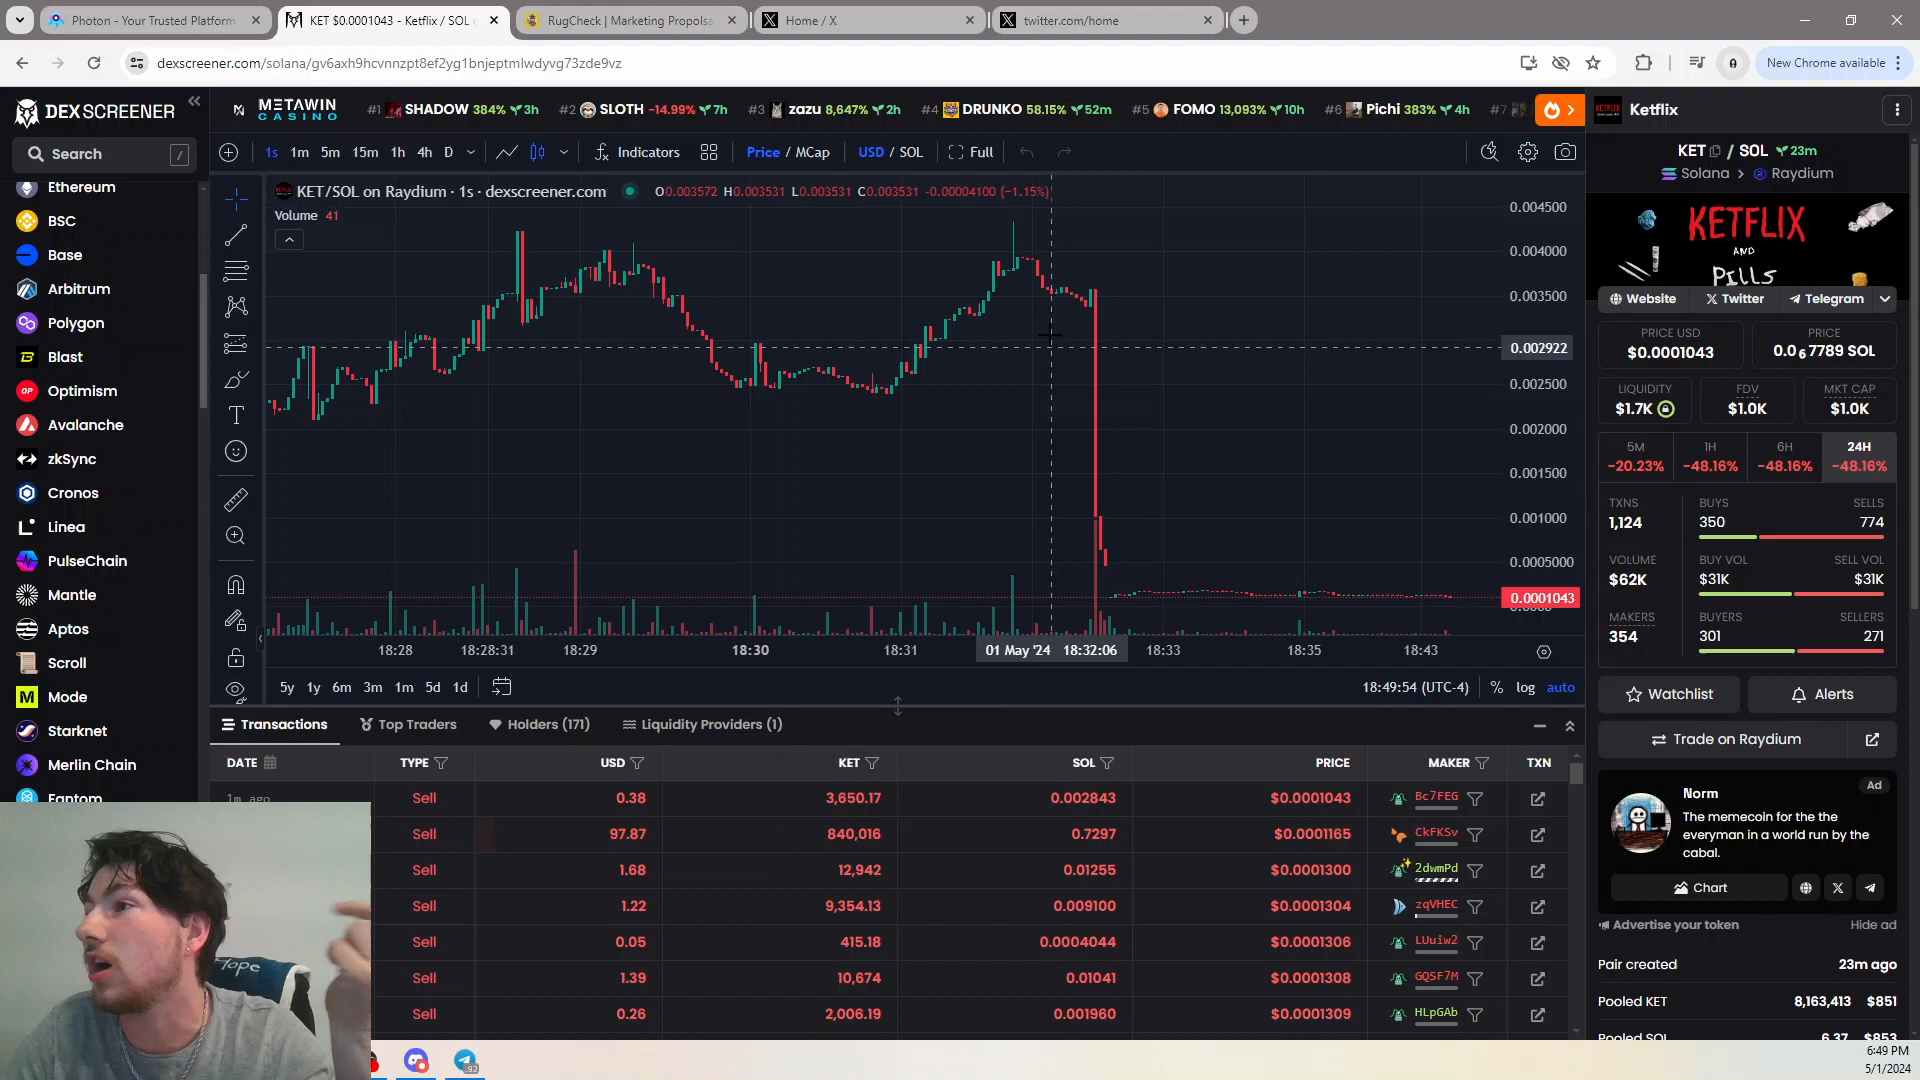 Photon - Your Trusted Platform
KET $0.0001043 - Ketflix / SOL
RugCheck | Marketing Propolsa
Home / X
twitter.com/home
dexscreener.com/solana/gv6axh9hcvnnzpt8ef2yg1bnjeptmlwdyvg73zde9vz
New Chrome available
DEX SCREENER
METAWIN
CASINO
#1 SHADOW 384% 3h
#2 SLOTH -14.99% 7h
#3 zazu 8,647% 2h
#4 DRUNKO 58.15% 52m
#5 FOMO 13,093% 10h
#6 Pichi 383% 4h
#7
Ketflix
Search /
1s 1m 5m 15m 1h 4h D
Indicators
Price / MCap
USD / SOL
Full
KET / SOL 23m
Solana > Raydium
Ethereum
BSC
Base
Arbitrum
Polygon
Blast
Optimism
Avalanche
zkSync
Cronos
Linea
PulseChain
Mantle
Aptos
Scroll
Mode
Starknet
Merlin Chain
Fantom
KET/SOL on Raydium · 1s · dexscreener.com
O0.003572 H0.003531 L0.003531 C0.003531 -0.00004100 (-1.15%)
Volume 41
0.004500
0.004000
0.003500
0.002922
0.002500
0.002000
0.001500
0.001000
0.0005000
0.0001043
18:28 18:28:31 18:29 18:30 18:31 01 May '24 18:32:06 18:33 18:35 18:43
5y 1y 6m 3m 1m 5d 1d
18:49:54 (UTC-4) % log auto
KETFLIX
AND
PILLS
Website Twitter Telegram
PRICE USD
$0.0001043
PRICE
0.0₆7789 SOL
LIQUIDITY
$1.7K
FDV
$1.0K
MKT CAP
$1.0K
5M
-20.23%
1H
-48.16%
6H
-48.16%
24H
-48.16%
TXNS
1,124
BUYS SELLS
350 774
VOLUME
$62K
BUY VOL SELL VOL
$31K $31K
MAKERS
354
BUYERS SELLERS
301 271
Watchlist
Alerts
Trade on Raydium
Ad
Norm
The memecoin for the the
everyman in a world run by the
cabal.
Chart
Advertise your token Hide ad
Pair created 23m ago
Pooled KET 8,163,413 $851
Pooled SOL 6.37 $853
Transactions Top Traders Holders (171) Liquidity Providers (1)
DATE TYPE USD KET SOL PRICE MAKER TXN
1m ago Sell 0.38 3,650.17 0.002843 $0.0001043 Bc7FEG
Sell 97.87 840,016 0.7297 $0.0001165 CkFKSv
Sell 1.68 12,942 0.01255 $0.0001300 2dwmPd
Sell 1.22 9,354.13 0.009100 $0.0001304 zqVHEC
Sell 0.05 415.18 0.0004044 $0.0001306 LUuiw2
Sell 1.39 10,674 0.01041 $0.0001308 GQSF7M
Sell 0.26 2,006.19 0.001960 $0.0001309 HLpGAb
92
6:49 PM
5/1/2024